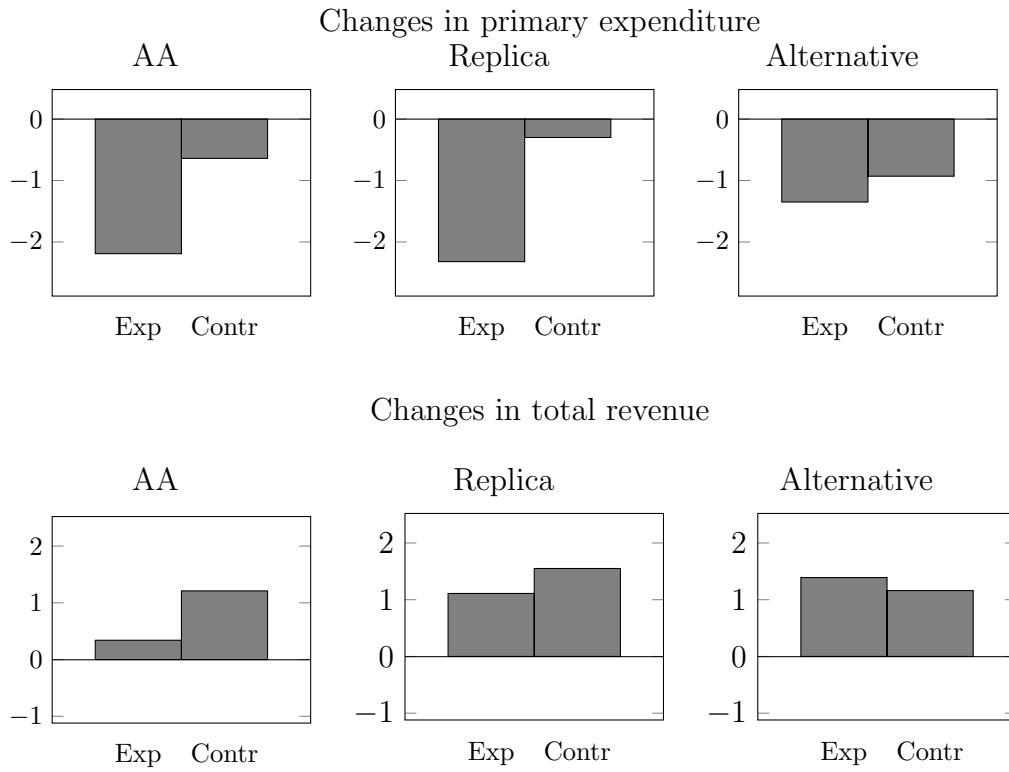 Changes in primary expenditure
AA Replica Alternative
0 0 0
−1 −1 −1
−2 −2 −2
Exp Contr Exp Contr Exp Contr
Changes in total revenue
AA Replica Alternative
2 2 2
1 1 1
0 0 0
−1 −1 −1
Exp Contr Exp Contr Exp Contr